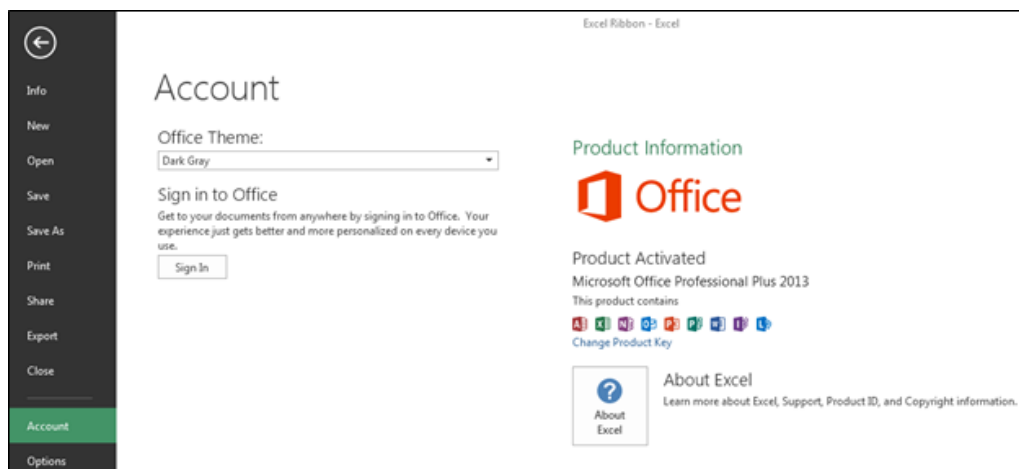 Excel Ribbon - Excel
Info
New
Open
Save
Save As
Print
Share
Export
Close
Account
Options
Account
Office Theme:
Dark Gray
Sign in to Office
Get to your documents from anywhere by signing in to Office. Your
experience just gets better and more personalized on every device you
use.
Sign In
Product Information
Office
Product Activated
Microsoft Office Professional Plus 2013
This product contains
A X N O P P W I L
Change Product Key
?
About
Excel
About Excel
Learn more about Excel, Support, Product ID, and Copyright information.